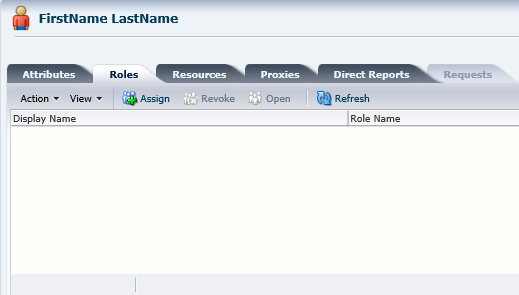 FirstName LastName
Attributes Roles Resources Proxies Direct Reports Requests
Action View Assign Revoke Open Refresh
Display Name Role Name